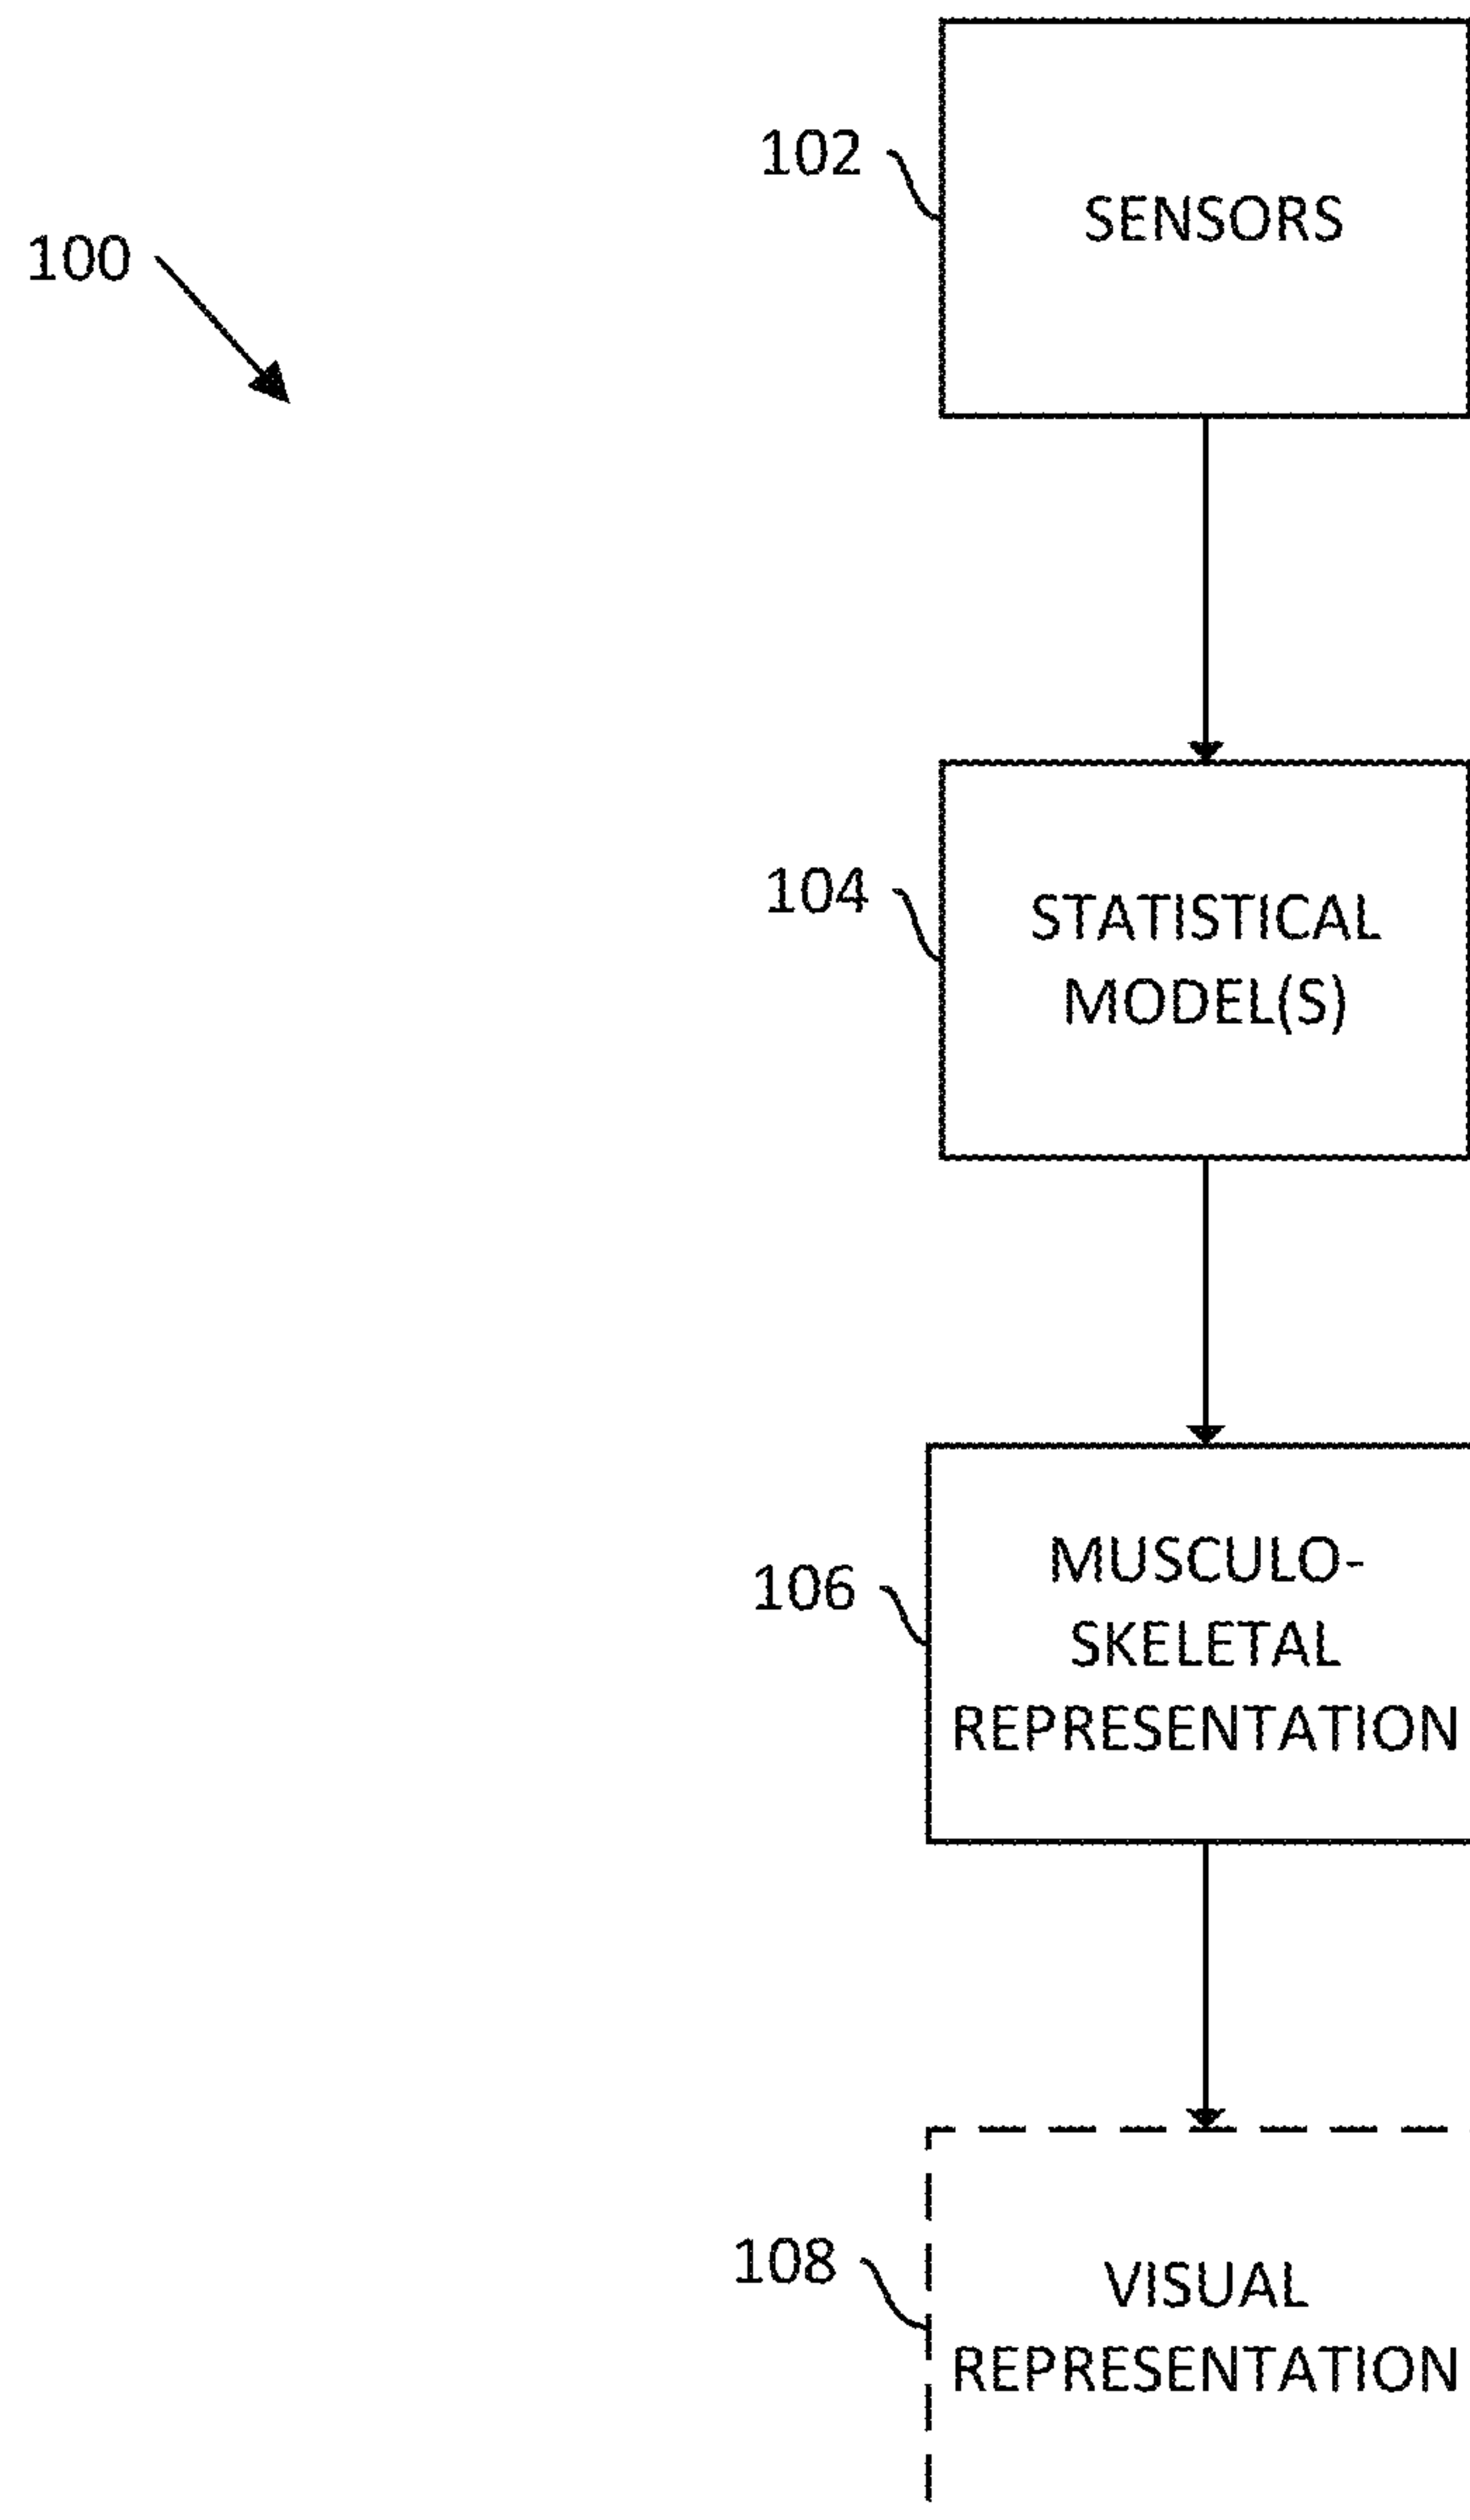 102
SENSORS
100
104
STATISTICAL
MODEL(S)
106
MUSCULO-
SKELETAL
REPRESENTATION
108
VISUAL
REPRESENTATION